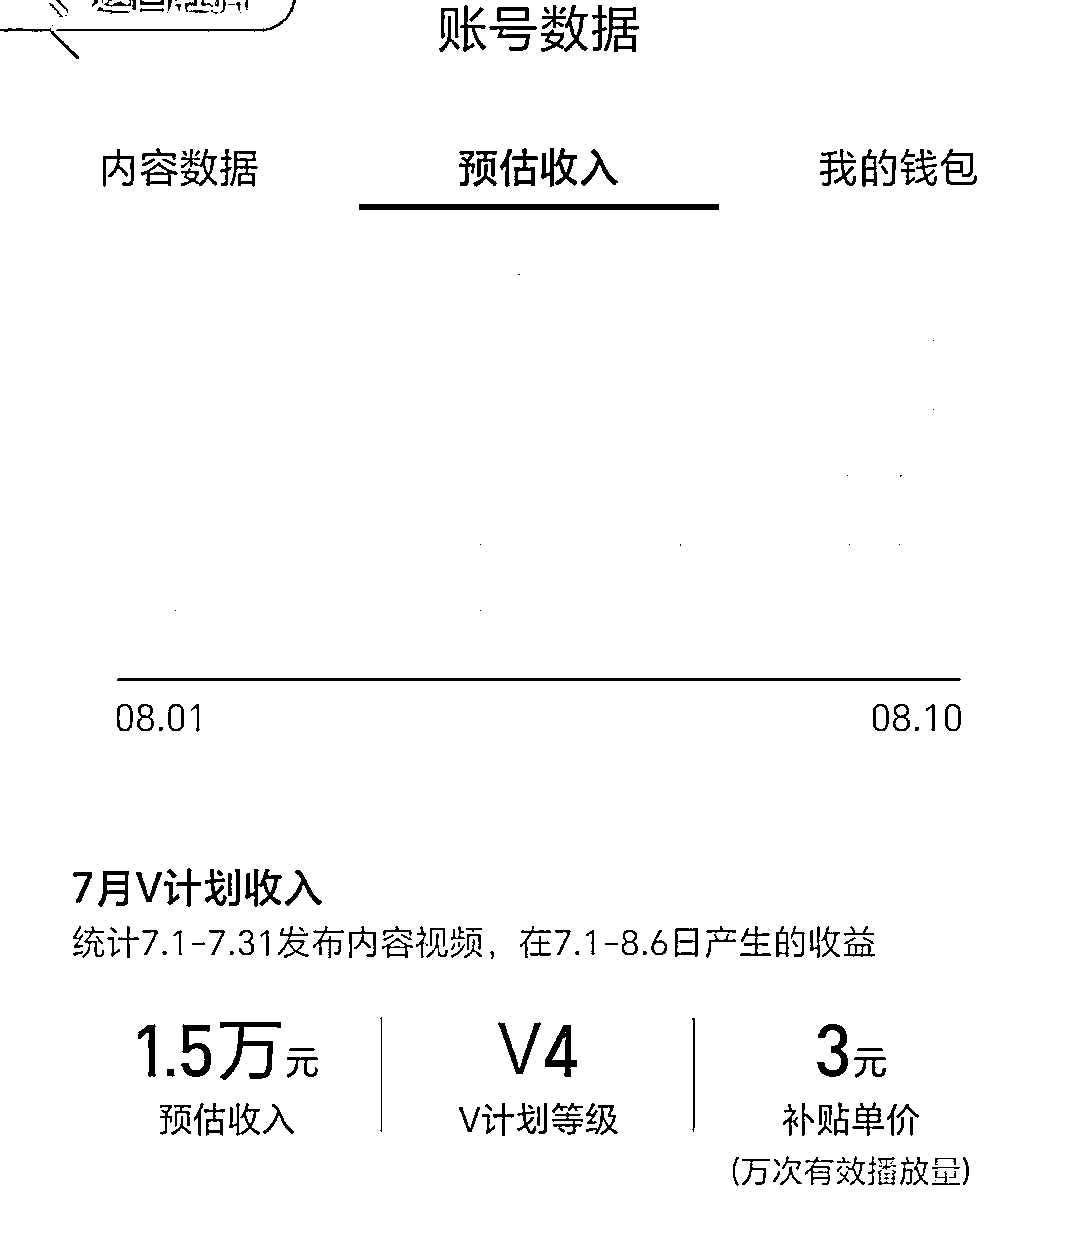 账号数据
内容数据 预估收入 我的钱包
08.01 08.10
7月V计划收入
统计7.1-7.31发布内容视频，在7.1-8.6日产生的收益
1.5万元 V4 3元
预估收入 V计划等级 补贴单价
(万次有效播放量)